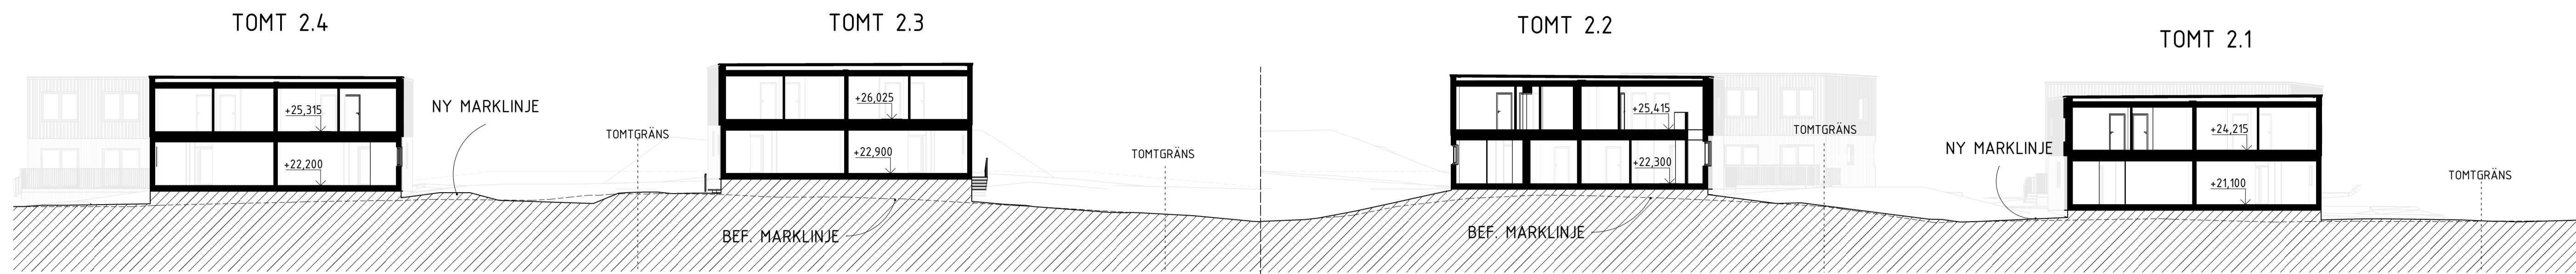 TOMT 2.4
TOMT 2.3
TOMT 2.2
TOMT 2.1
+25,315
+22,200
NY MARKLINJE
TOMTGRÄNS
+26,025
+22,900
BEF. MARKLINJE
TOMTGRÄNS
+25,415
+22,300
BEF. MARKLINJE
TOMTGRÄNS
NY MARKLINJE
+24,215
+21,100
TOMTGRÄNS